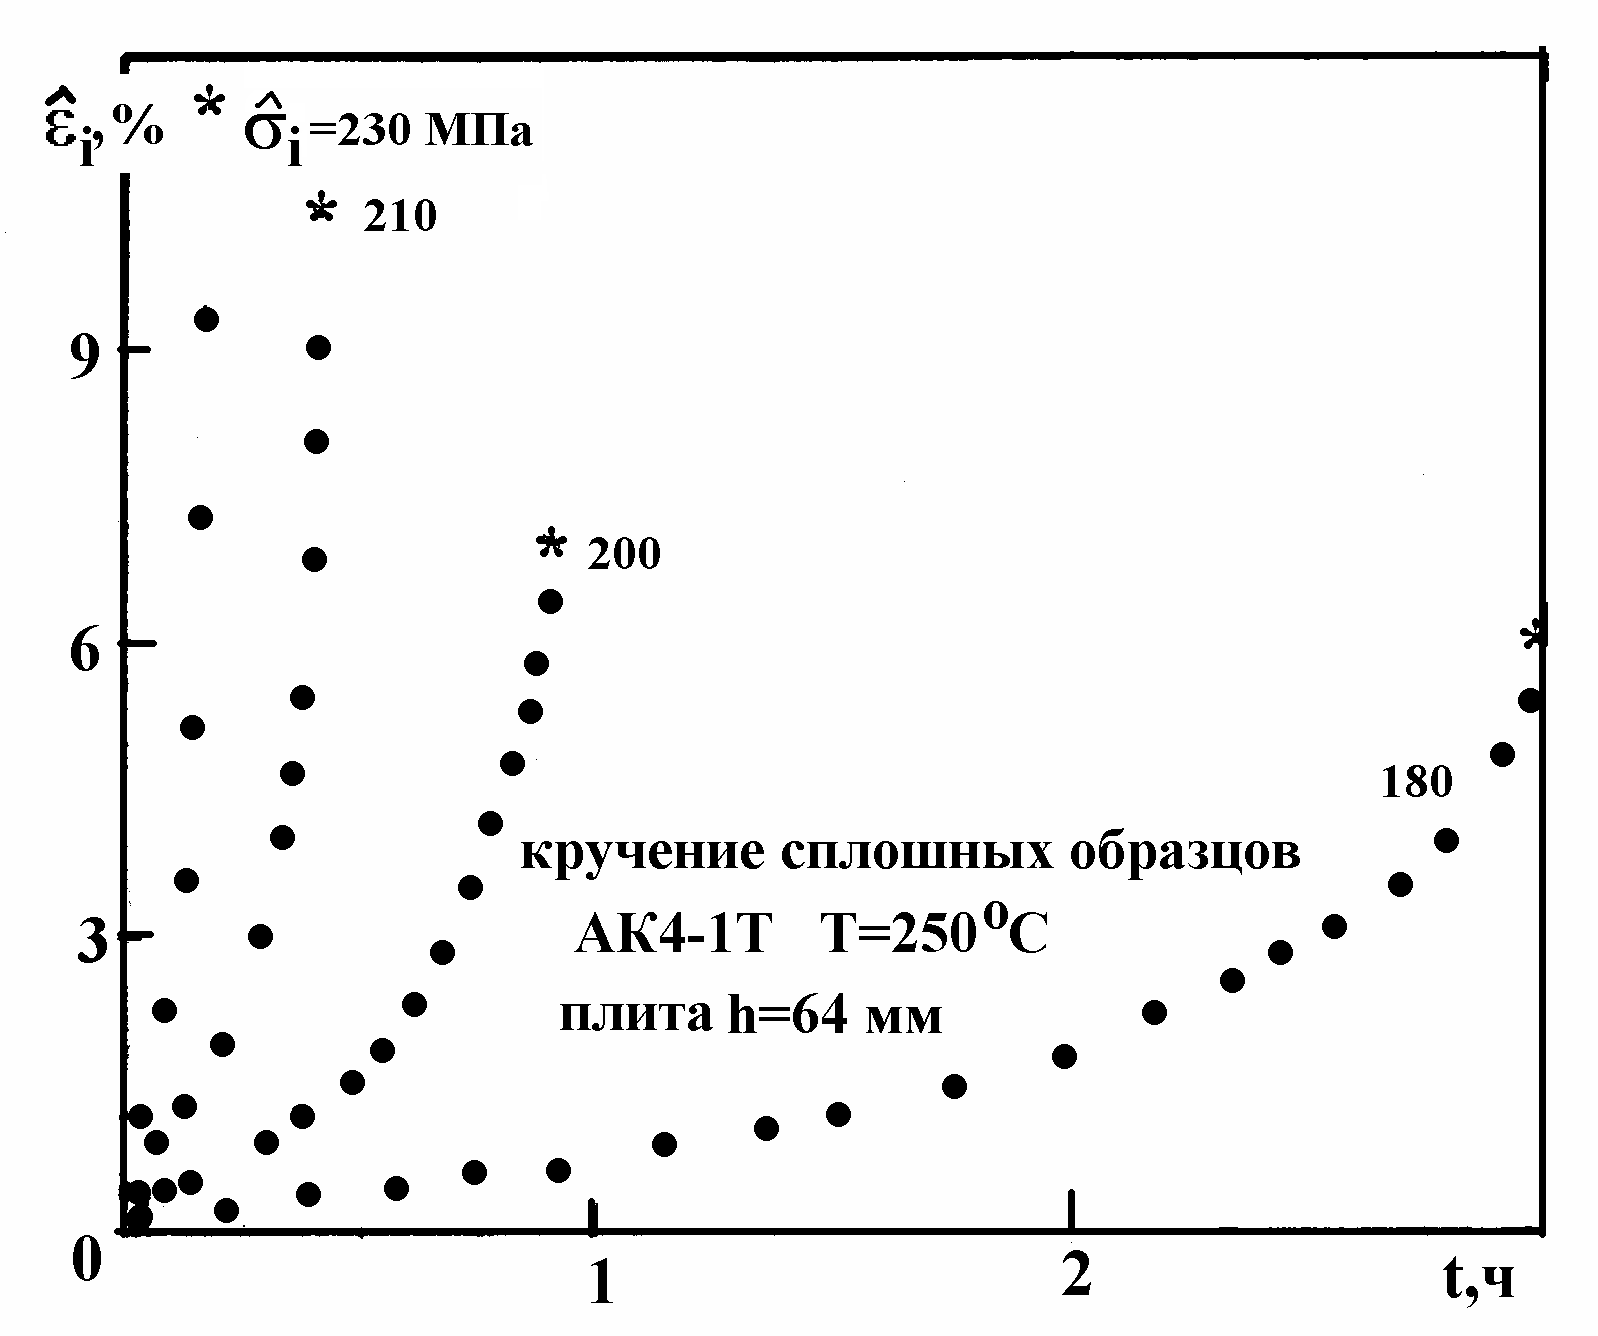 ε̂i,% * σ̂i=230 МПа
* 210
9
* 200
6
*
180
кручение сплошных образцов
3
АК4-1Т T=250°C
плита h=64 мм
0
1
2
t,ч